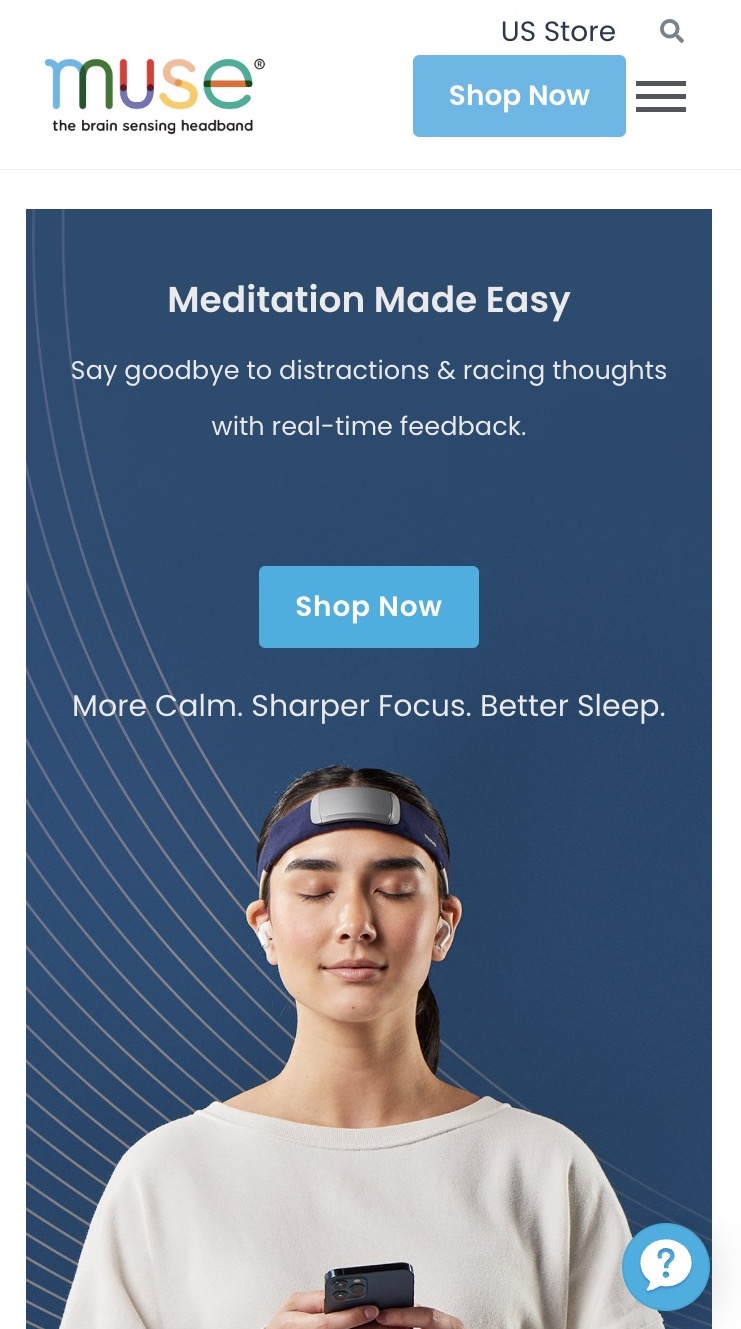 US Store
muse®
the brain sensing headband
Shop Now
Meditation Made Easy
Say goodbye to distractions & racing thoughts
with real-time feedback.
Shop Now
More Calm. Sharper Focus. Better Sleep.
?